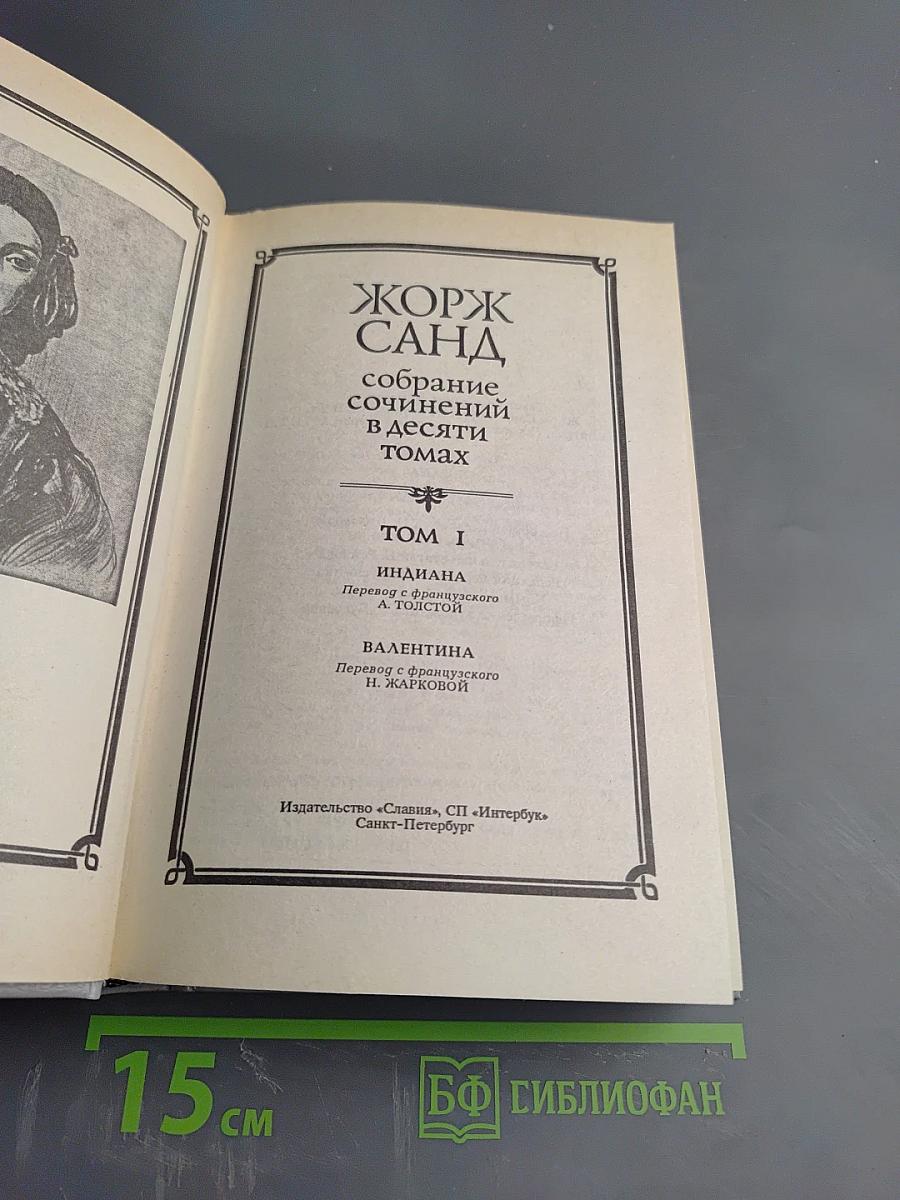 ЖОРЖ
САНД
собрание
сочинений
в десяти
томах
ТОМ I
ИНДИАНА
Перевод с французского
А. ТОЛСТОЙ
ВАЛЕНТИНА
Перевод с французского
Н. ЖАРКОВОЙ
Издательство «Славия», СП «Интербук»
Санкт-Петербург
15 см
БФ БИБЛИОФАН